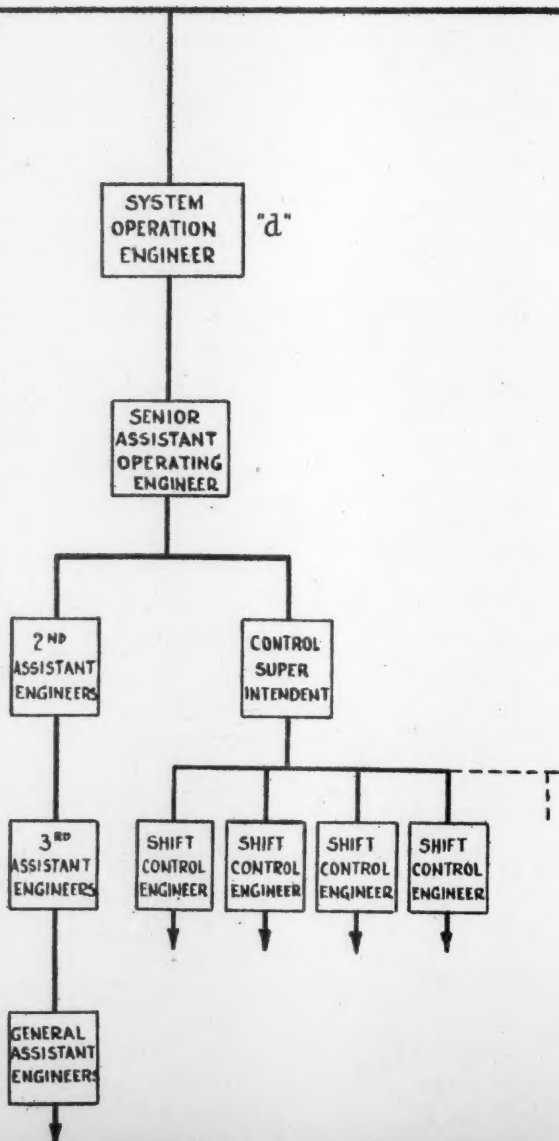 SYSTEM
OPERATION
ENGINEER
"d"
SENIOR
ASSISTANT
OPERATING
ENGINEER
2ND
ASSISTANT
ENGINEERS
CONTROL
SUPER
INTENDENT
3RD
ASSISTANT
ENGINEERS
SHIFT
CONTROL
ENGINEER
SHIFT
CONTROL
ENGINEER
SHIFT
CONTROL
ENGINEER
SHIFT
CONTROL
ENGINEER
GENERAL
ASSISTANT
ENGINEERS